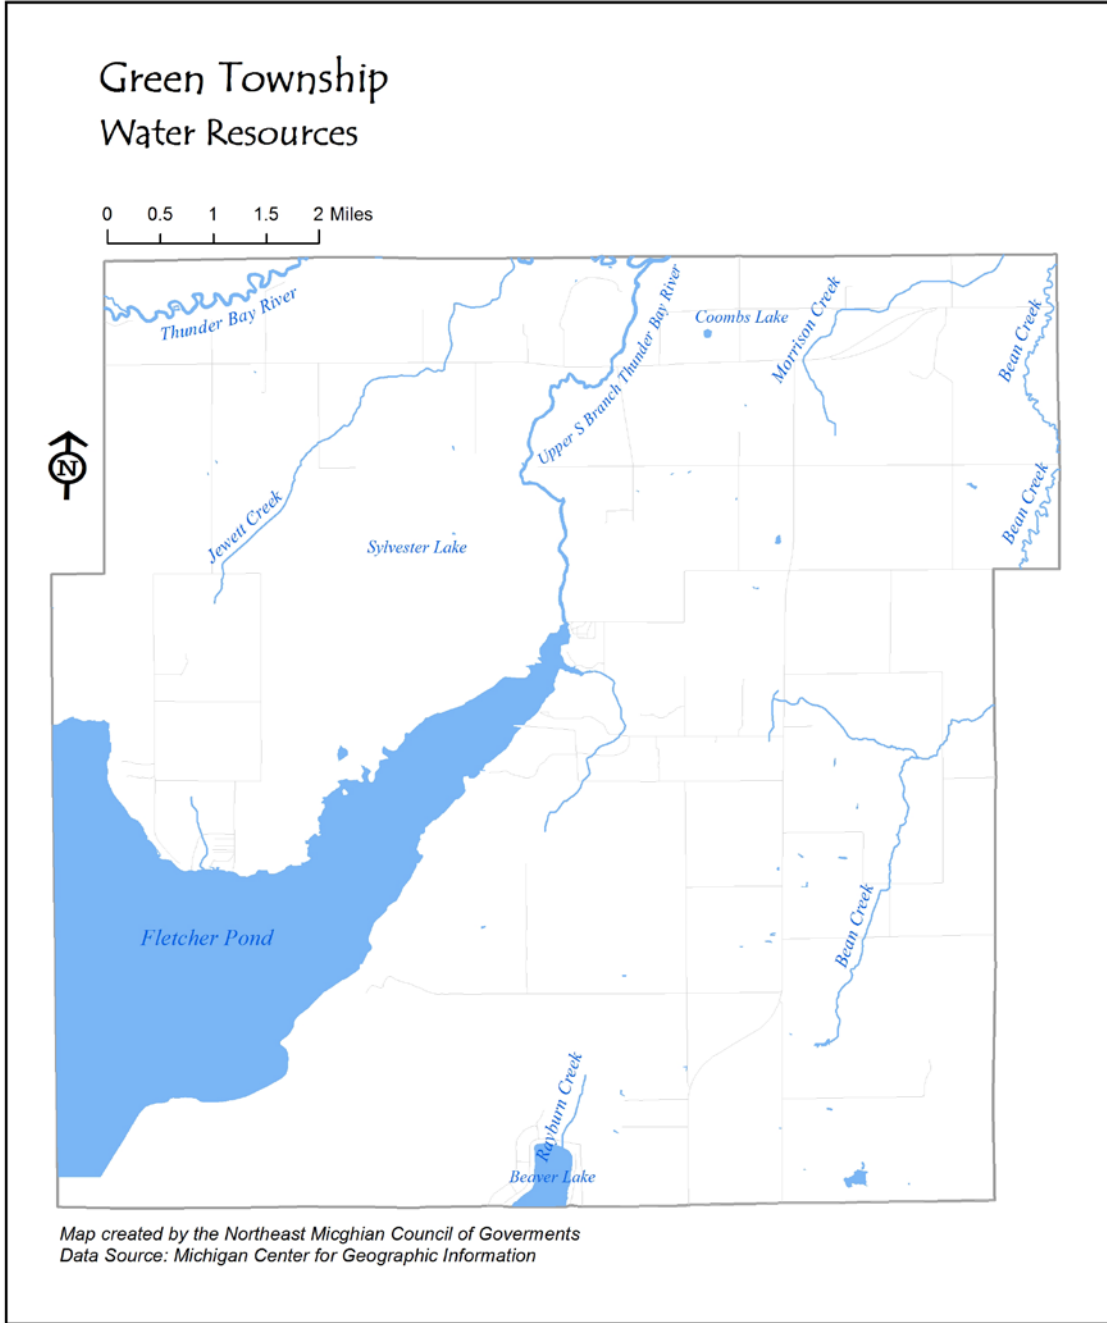 Green Township
Water Resources
0 0.5 1 1.5 2 Miles
Thunder Bay River
Upper S Branch Thunder Bay River
Coombs Lake
Morrison Creek
Bean Creek
N
Jewett Creek
Sylvester Lake
Bean Creek
Fletcher Pond
Bean Creek
Rayburn Creek
Beaver Lake
Map created by the Northeast Micghian Council of Goverments
Data Source: Michigan Center for Geographic Information